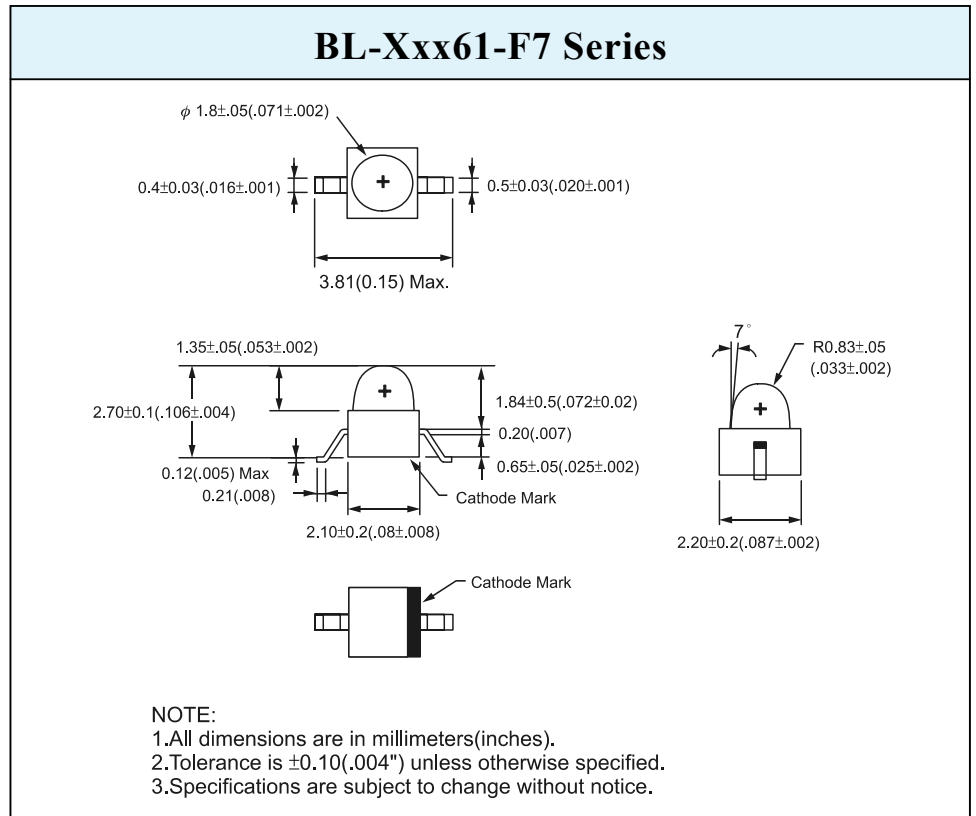 BL-Xxx61-F7 Series
ϕ 1.8±.05(.071±.002)
0.4±0.03(.016±.001)
0.5±0.03(.020±.001)
3.81(0.15) Max.
1.35±.05(.053±.002)
2.70±0.1(.106±.004)
0.12(.005) Max
0.21(.008)
2.10±0.2(.08±.008)
1.84±0.5(.072±0.02)
0.20(.007)
0.65±.05(.025±.002)
Cathode Mark
7°
R0.83±.05
(.033±.002)
2.20±0.2(.087±.002)
Cathode Mark
NOTE:
1.All dimensions are in millimeters(inches).
2.Tolerance is ±0.10(.004") unless otherwise specified.
3.Specifications are subject to change without notice.